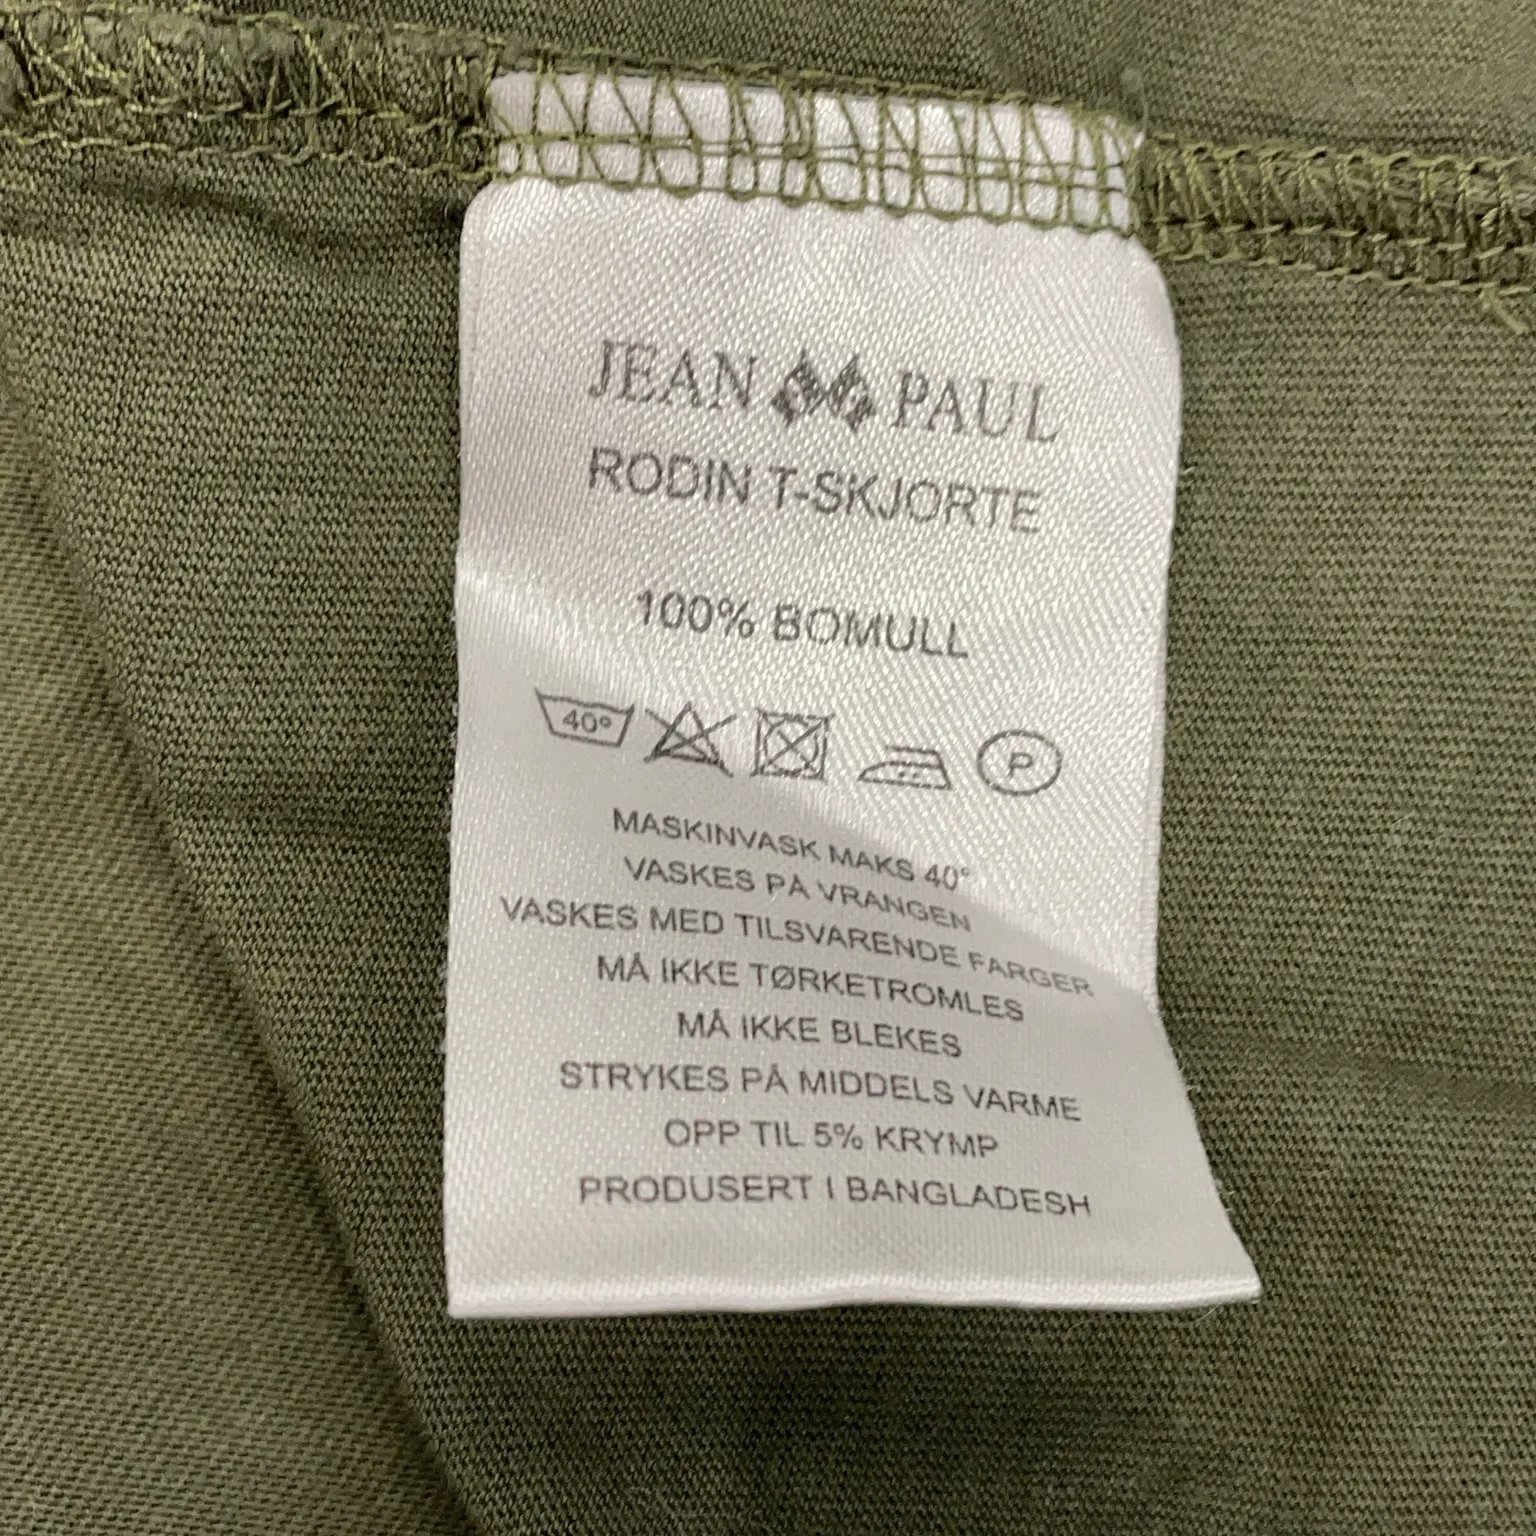 JEAN PAUL
RODIN T-SKJORTE
100% BOMULL
40° P
MASKINVASK MAKS 40°
VASKES PÅ VRANGEN
VASKES MED TILSVARENDE FARGER
MÅ IKKE TØRKETROMLES
MÅ IKKE BLEKES
STRYKES PÅ MIDDELS VARME
OPP TIL 5% KRYMP
PRODUSERT I BANGLADESH